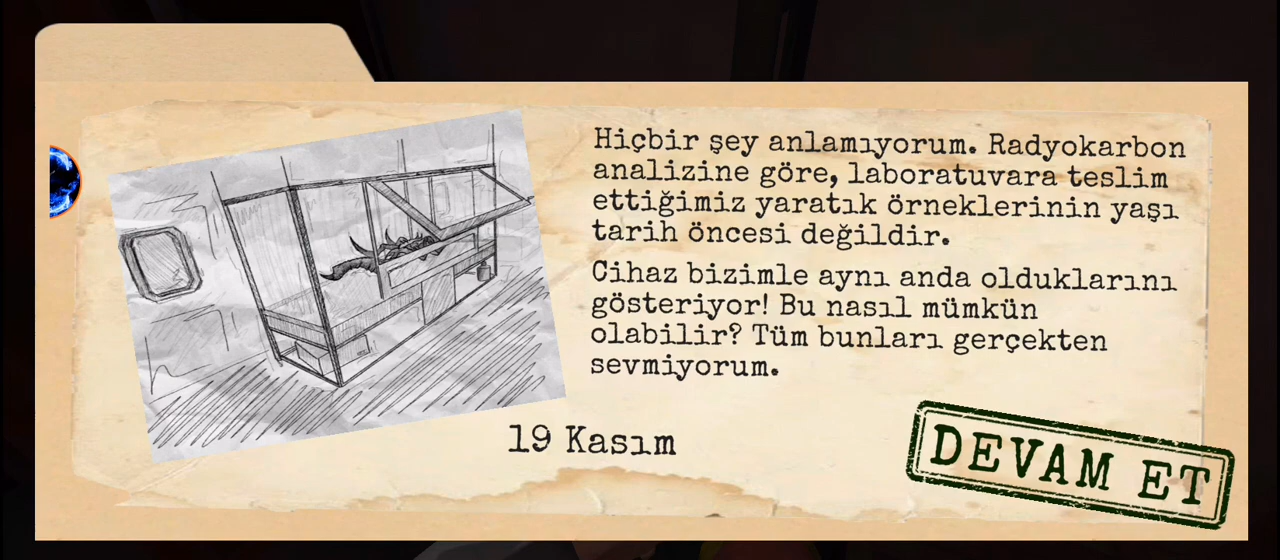 Hiçbir şey anlamıyorum. Radyokarbon
analizine göre, laboratuvara teslim
ettiğimiz yaratık örneklerinin yaşı
tarih öncesi değildir.
Cihaz bizimle aynı anda olduklarını
gösteriyor! Bu nasıl mümkün
olabilir? Tüm bunları gerçekten
sevmiyorum.
19 Kasım
DEVAM ET